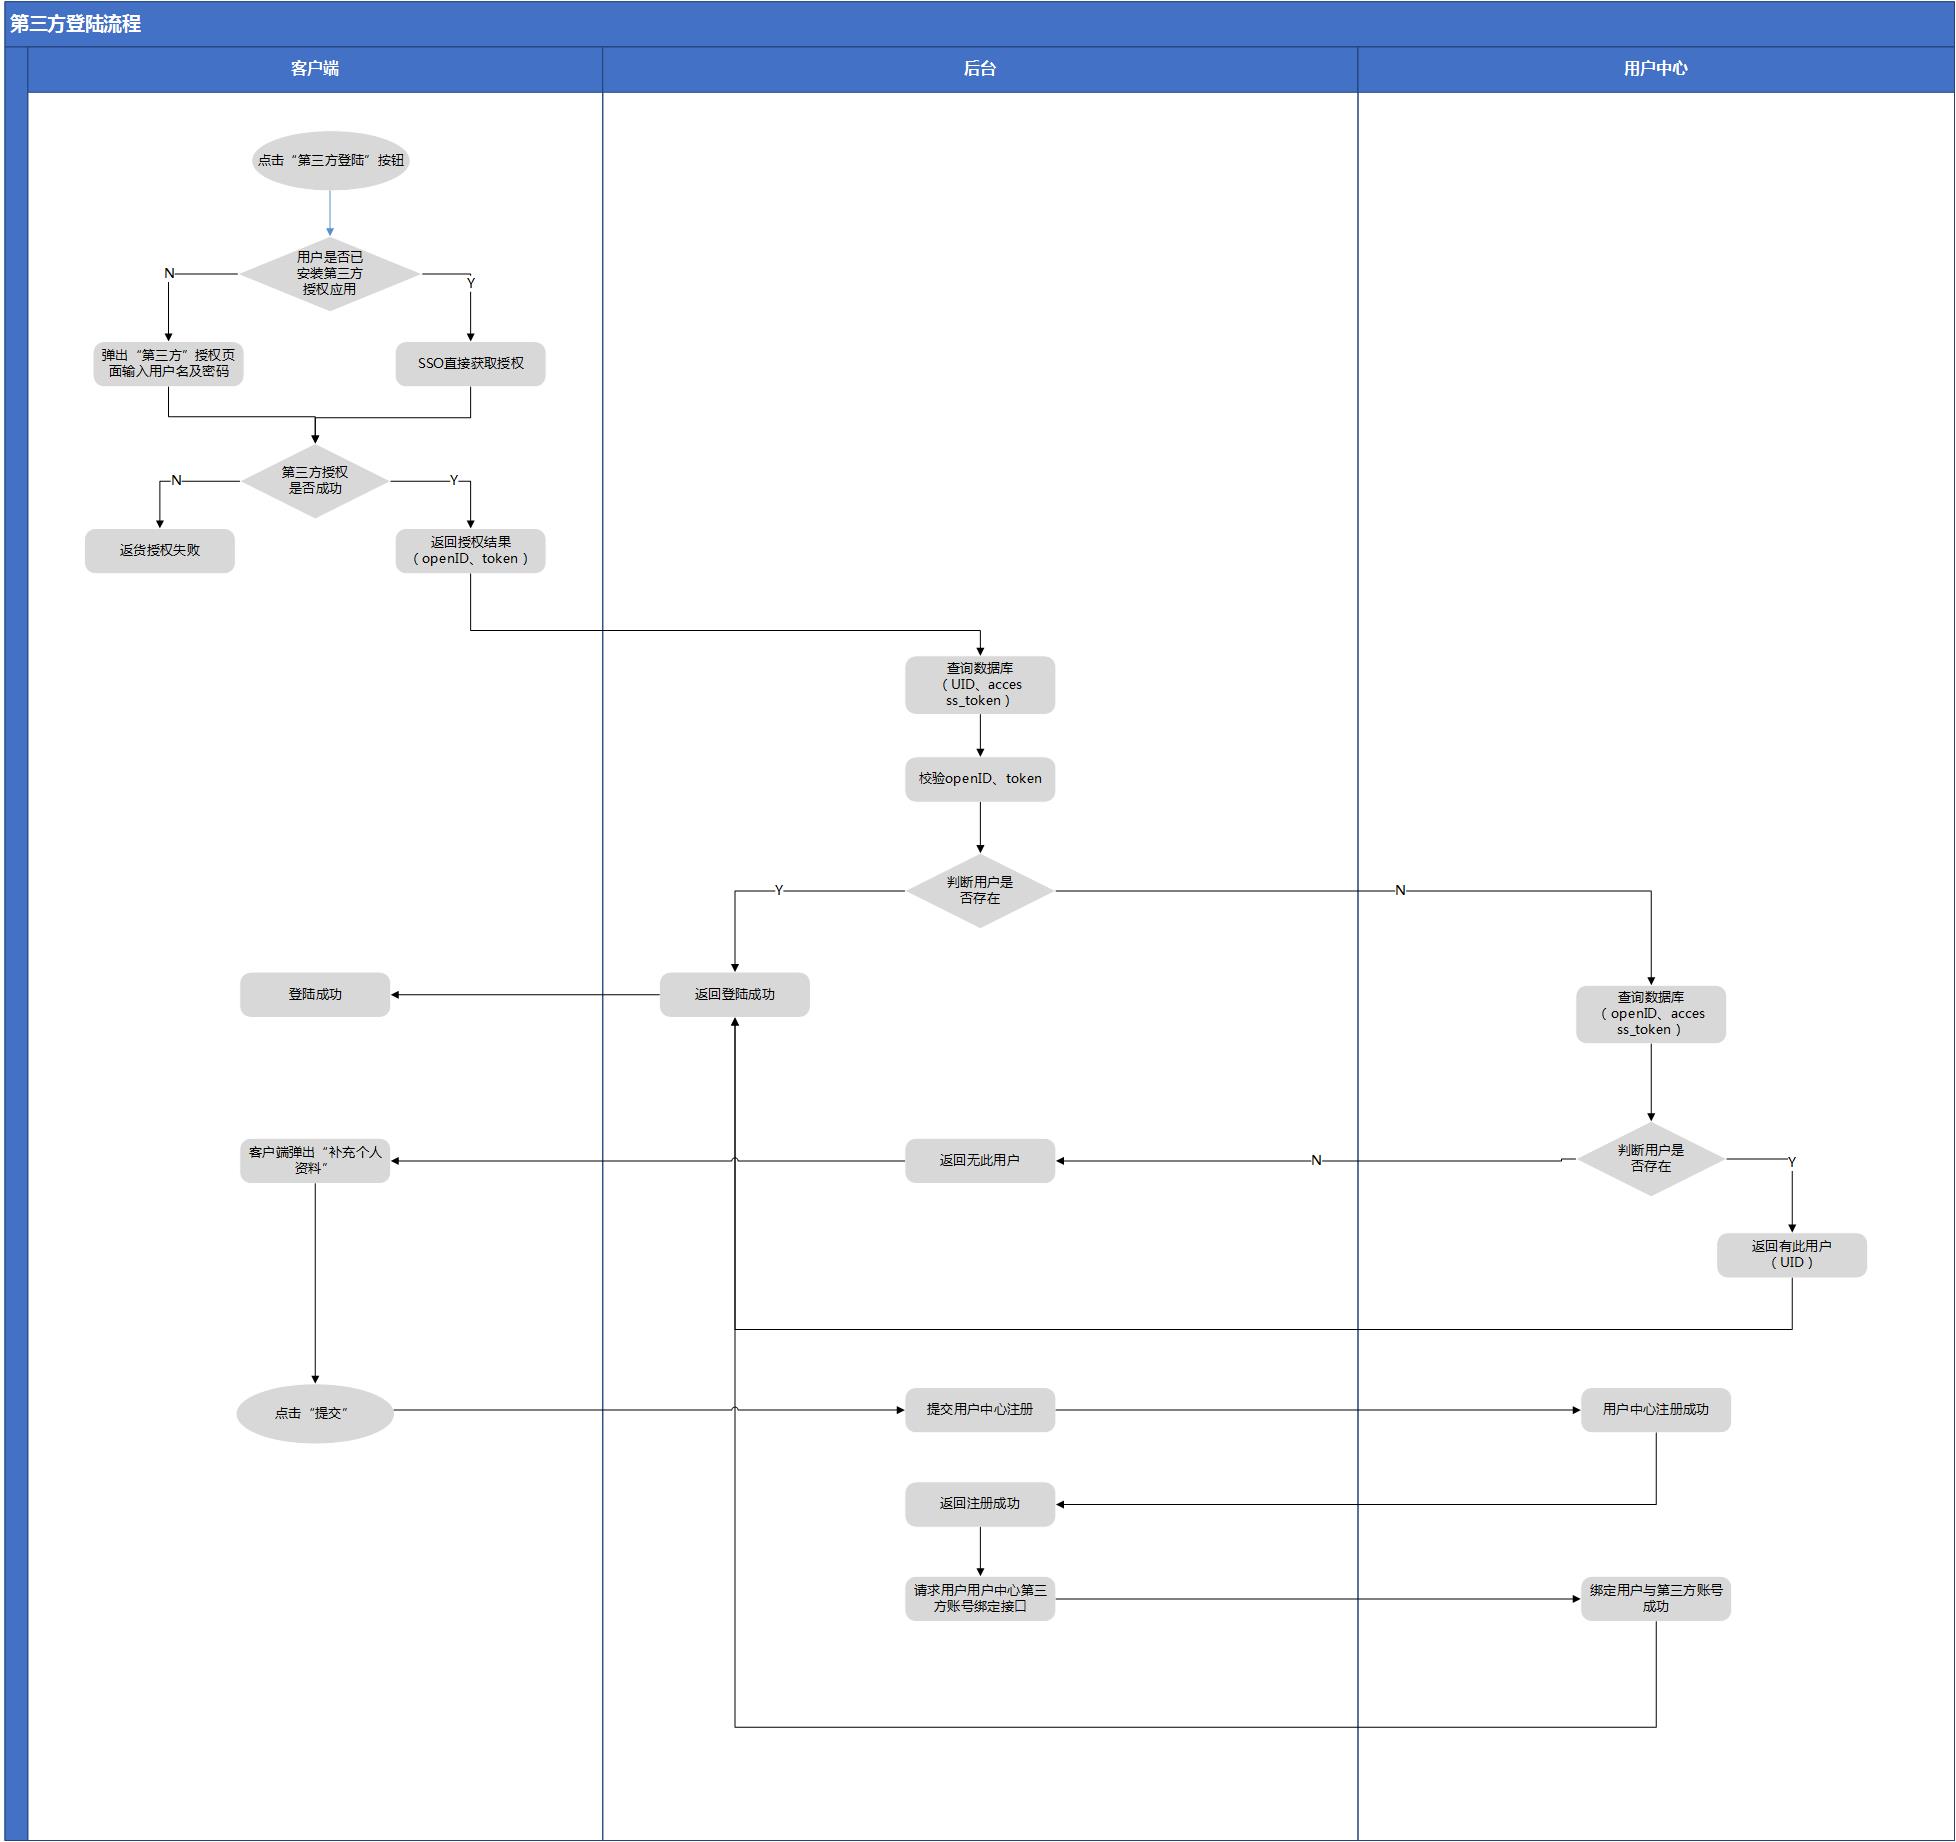 第三方登陆流程
客户端
后台
用户中心
点击“第三方登陆”按钮
用户是否已
安装第三方
授权应用
N
Y
弹出“第三方”授权页
面输入用户名及密码
SSO直接获取授权
第三方授权
是否成功
N
Y
返货授权失败
返回授权结果
（openID、token）
查询数据库
（UID、acces
ss_token）
校验openID、token
判断用户是
否存在
Y
N
登陆成功
返回登陆成功
查询数据库
（openID、acces
ss_token）
客户端弹出“补充个人
资料”
返回无此用户
N
判断用户是
否存在
Y
返回有此用户
（UID）
点击“提交”
提交用户中心注册
用户中心注册成功
返回注册成功
请求用户用户中心第三
方账号绑定接口
绑定用户与第三方账号
成功